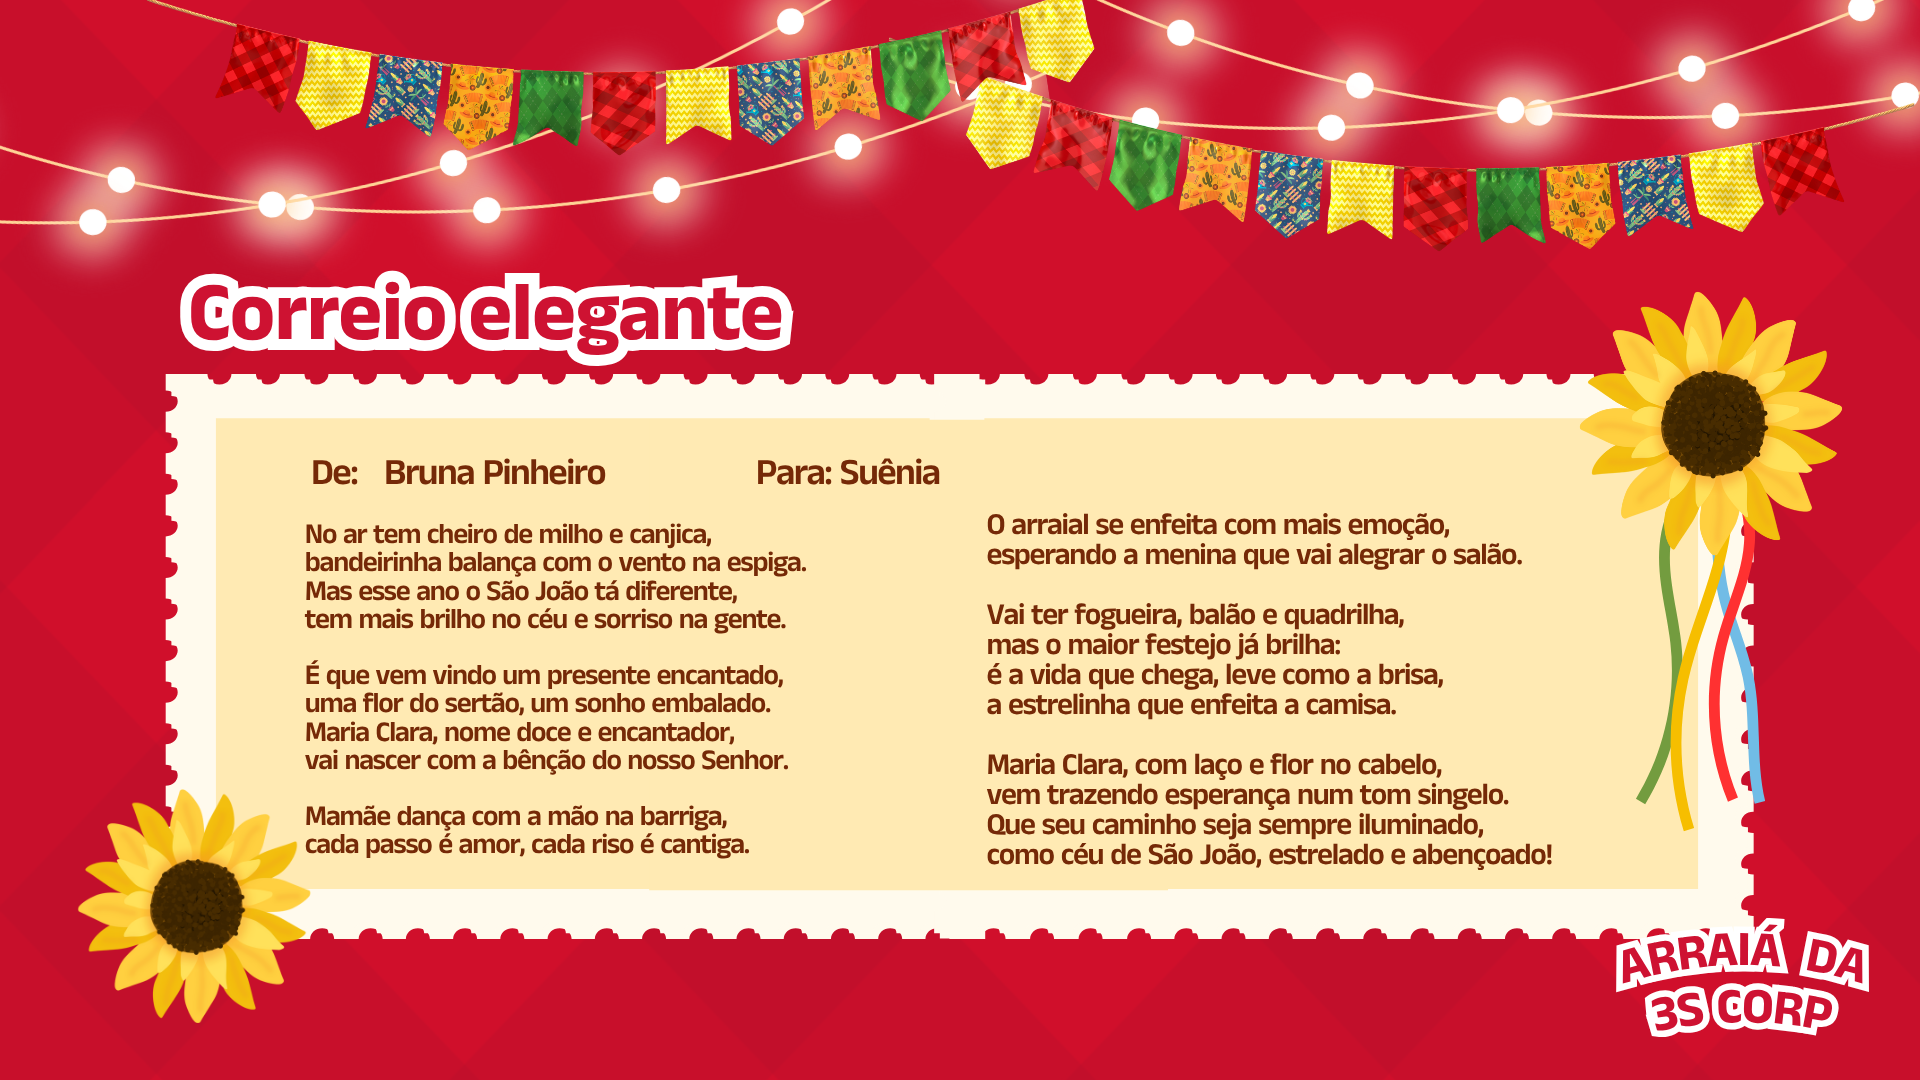 Correio elegante
De: Bruna Pinheiro
Para: Suênia
No ar tem cheiro de milho e canjica,
bandeirinha balança com o vento na espiga.
Mas esse ano o São João tá diferente,
tem mais brilho no céu e sorriso na gente.
É que vem vindo um presente encantado,
uma flor do sertão, um sonho embalado.
Maria Clara, nome doce e encantador,
vai nascer com a bênção do nosso Senhor.
Mamãe dança com a mão na barriga,
cada passo é amor, cada riso é cantiga.
O arraial se enfeita com mais emoção,
esperando a menina que vai alegrar o salão.
Vai ter fogueira, balão e quadrilha,
mas o maior festejo já brilha:
é a vida que chega, leve como a brisa,
a estrelinha que enfeita a camisa.
Maria Clara, com laço e flor no cabelo,
vem trazendo esperança num tom singelo.
Que seu caminho seja sempre iluminado,
como céu de São João, estrelado e abençoado!
ARRAIÁ DA
3S CORP